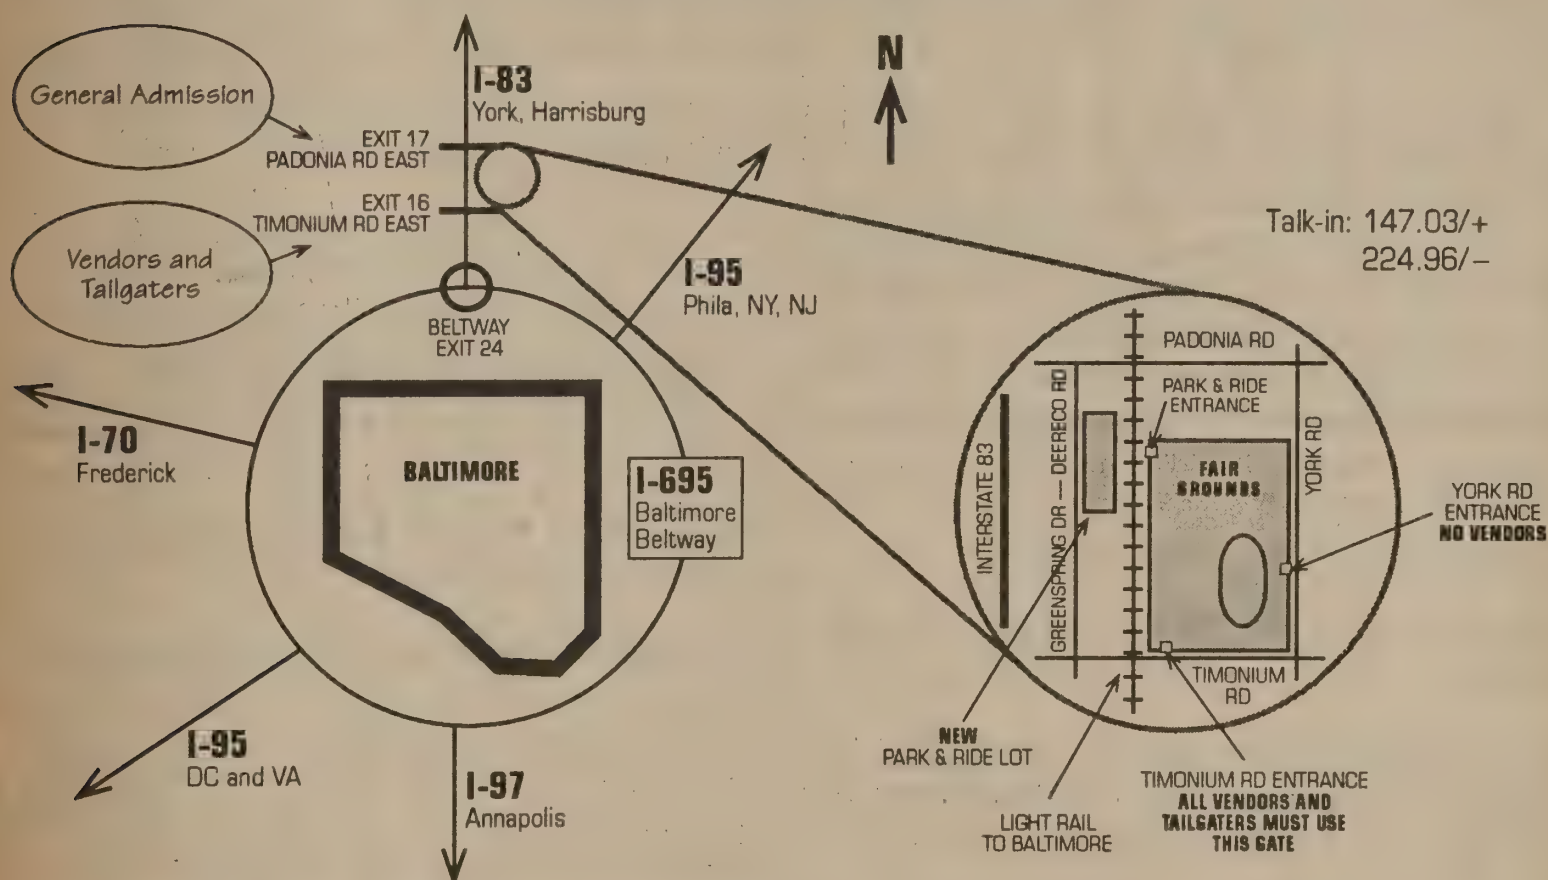 General Admission
I-83
York, Harrisburg
N
EXIT 17
PADONIA RD EAST
EXIT 16
TIMONIUM RD EAST
Vendors and
Tailgaters
Talk-in: 147.03/+
224.96/-
I-95
Phila, NY, NJ
BELTWAY
EXIT 24
I-70
Frederick
BALTIMORE
I-695
Baltimore
Beltway
I-95
DC and VA
I-97
Annapolis
PADONIA RD
PARK & RIDE
ENTRANCE
INTERSTATE 83
GREENSPRING DR — DEERECO RD
FAIR
GROUNDS
YORK RD
YORK RD
ENTRANCE
NO VENDORS
TIMONIUM
RD
NEW
PARK & RIDE LOT
LIGHT RAIL
TO BALTIMORE
TIMONIUM RD ENTRANCE
ALL VENDORS AND
TAILGATERS MUST USE
THIS GATE